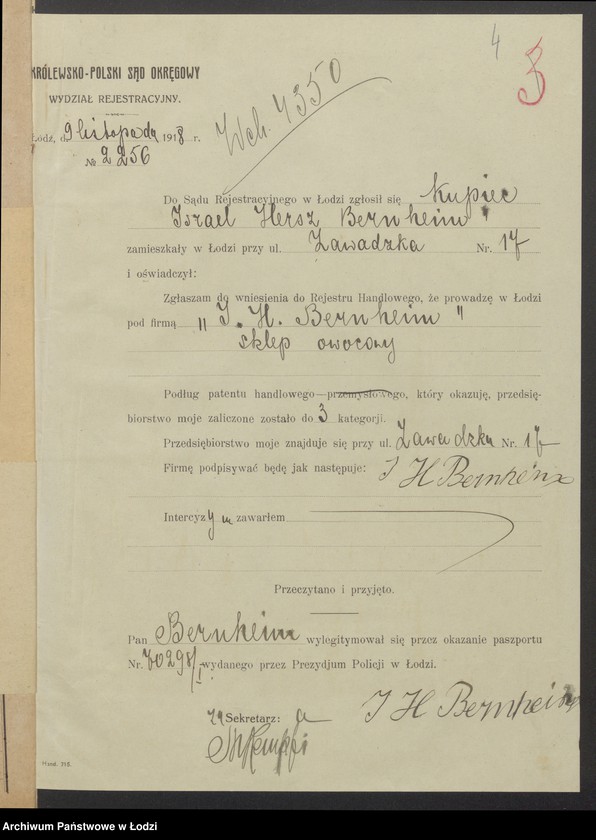 4
3
KRÓLEWSKO-POLSKI SĄD OKRĘGOWY
WYDZIAŁ REJESTRACYJNY.
Łódź, d. 9 listopada 1918 r.
№ 2256
Wch. 4350
Do Sądu Rejestracyjnego w Łodzi zgłosił się Kupiec
Israel Hersz Bernheim
zamieszkały w Łodzi przy ul. Zawadzka Nr. 17
i oświadczył:
Zgłaszam do wniesienia do Rejestru Handlowego, że prowadzę w Łodzi
pod firmą „I. H. Bernheim"
sklep owocowy
Podług patentu handlowego—przemysłowego, który okazuję, przedsię-
biorstwo moje zaliczone zostało do 3 kategorji.
Przedsiębiorstwo moje znajduje się przy ul. Zawadzka Nr. 17
Firmę podpisywać będę jak następuje: I H Bernheim
Intercyzy zawarłem
Przeczytano i przyjęto.
Pan Bernheim wylegitymował się przez okazanie paszportu
Nr. wydanego przez Prezydjum Policji w Łodzi.
za Sekretarz: a
I H Bernheim
Hand. 315.
Archiwum Państwowe w Łodzi